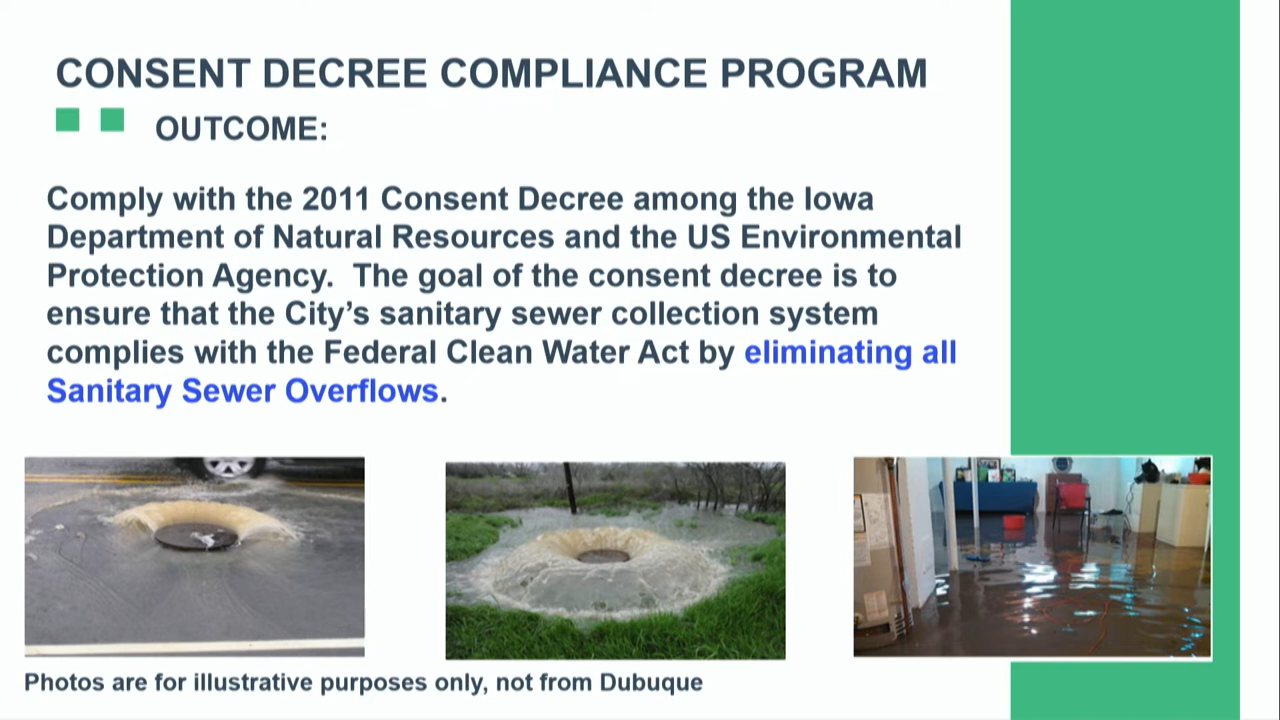 CONSENT DECREE COMPLIANCE PROGRAM
OUTCOME:
Comply with the 2011 Consent Decree among the Iowa
Department of Natural Resources and the US Environmental
Protection Agency.  The goal of the consent decree is to
ensure that the City’s sanitary sewer collection system
complies with the Federal Clean Water Act by eliminating all
Sanitary Sewer Overflows.
Photos are for illustrative purposes only, not from Dubuque